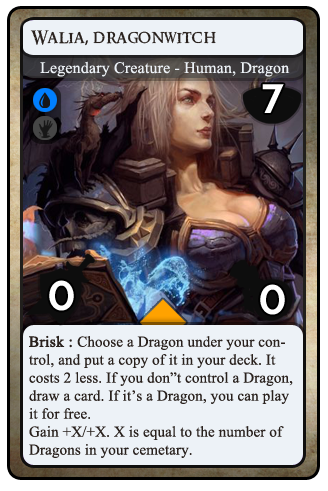 Walia, dragonwitch
Legendary Creature - Human, Dragon
7
0
0
Brisk : Choose a Dragon under your con-
trol, and put a copy of it in your deck. It
costs 2 less. If you don"t control a Dragon,
draw a card. If it's a Dragon, you can play
it for free.
Gain +X/+X. X is equal to the number of
Dragons in your cemetary.